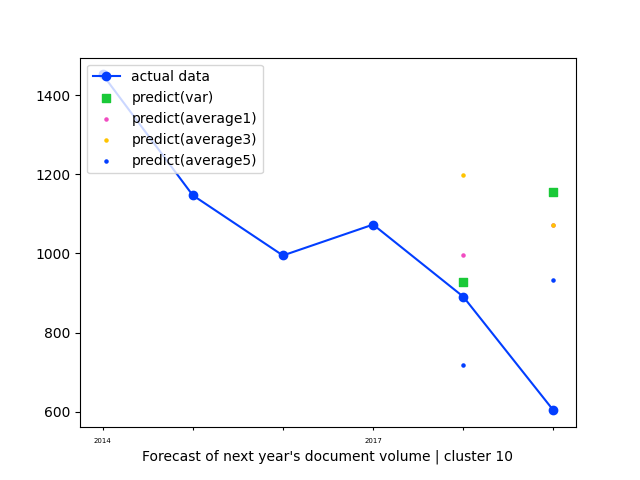 actual data
predict(var)
predict(average1)
predict(average3)
predict(average5)
1400
1200
1000
800
600
2014
2017
Forecast of next year's document volume | cluster 10